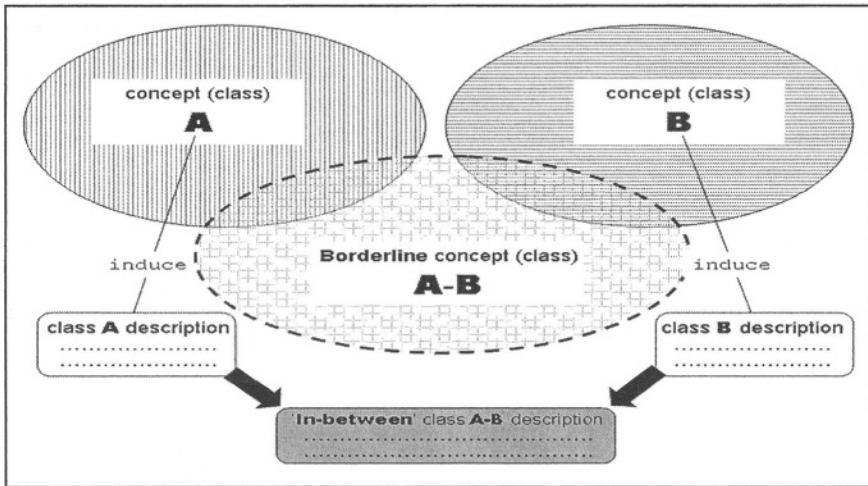 concept (class)
A
concept (class)
B
Borderline concept (class)
A-B
induce
induce
class A description
class B description
'In-between' class A-B description